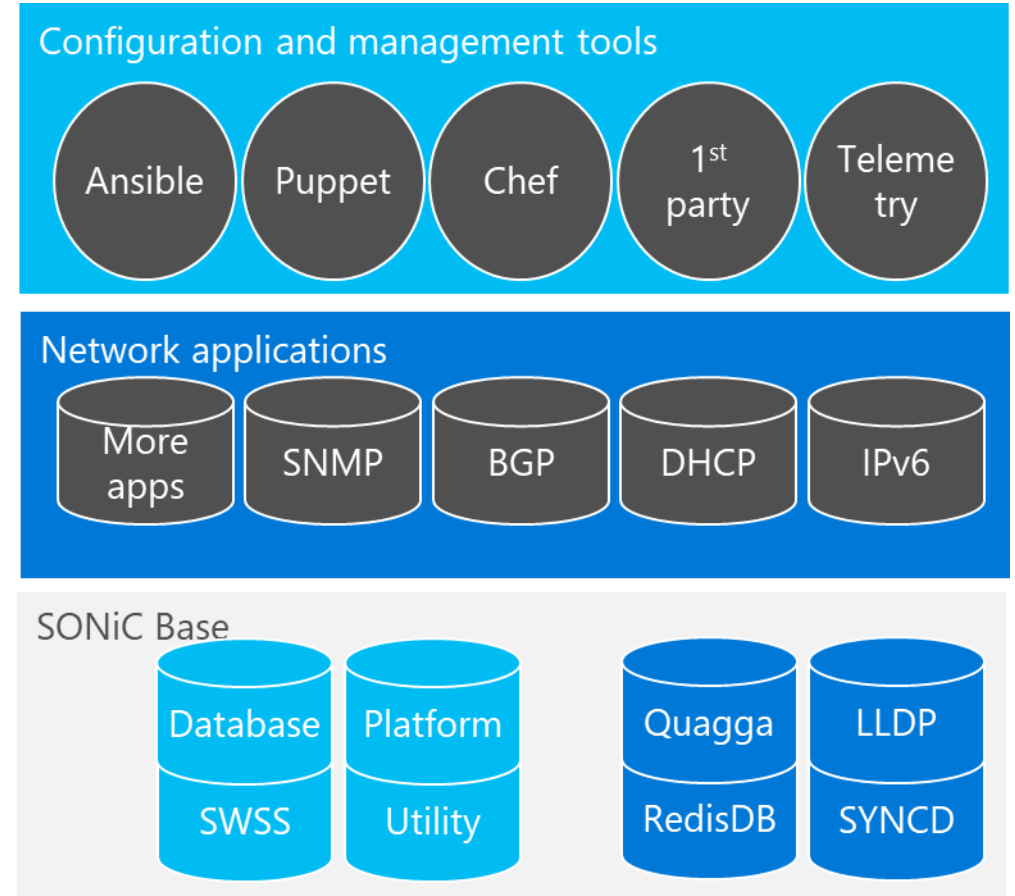 Configuration and management tools
Ansible
Puppet
Chef
1st
party
Teleme
try
Network applications
More
apps
SNMP
BGP
DHCP
IPv6
SONiC Base
Database
Platform
Quagga
LLDP
SWSS
Utility
RedisDB
SYNCD